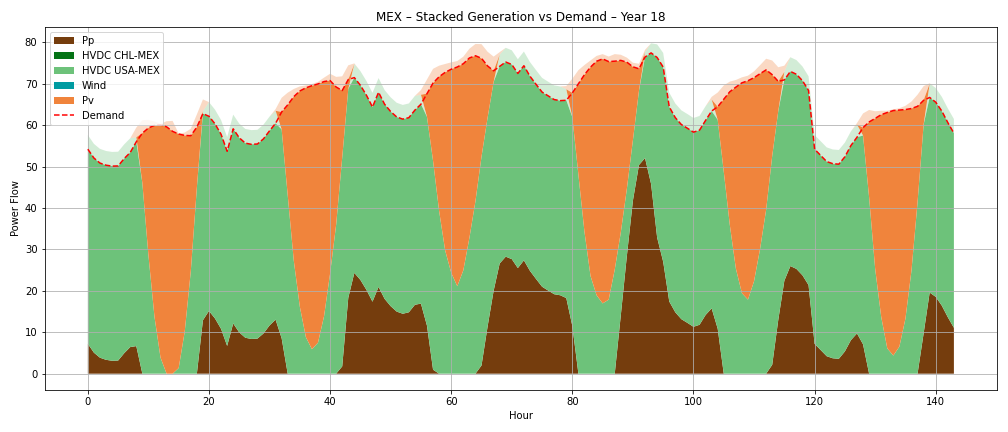 MEX – Stacked Generation vs Demand – Year 18
Pp
HVDC CHL-MEX
HVDC USA-MEX
Wind
Pv
Demand
Power Flow
80
70
60
50
40
30
20
10
0
0 20 40 60 80 100 120 140
Hour